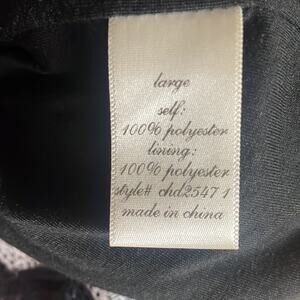 large
self:
100% polyester
lining:
100% polyester
style# chd2547 1
made in china